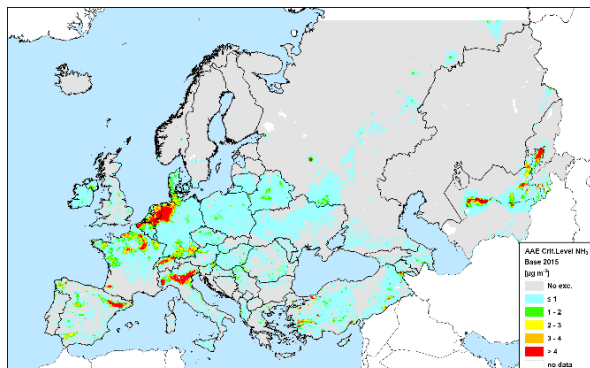 AAE Crit.Level NH₃
Base 2015
[µg m⁻³]
No exc.
≤ 1
1 - 2
2 - 3
3 - 4
> 4
no data